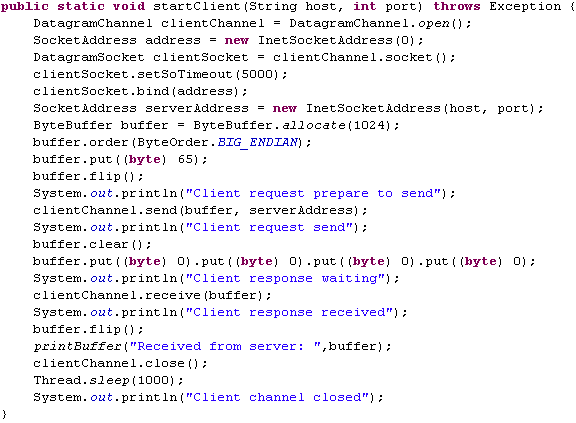 public static void startClient(String host, int port) throws Exception {
    DatagramChannel clientChannel = DatagramChannel.open();
    SocketAddress address = new InetSocketAddress(0);
    DatagramSocket clientSocket = clientChannel.socket();
    clientSocket.setSoTimeout(5000);
    clientSocket.bind(address);
    SocketAddress serverAddress = new InetSocketAddress(host, port);
    ByteBuffer buffer = ByteBuffer.allocate(1024);
    buffer.order(ByteOrder.BIG_ENDIAN);
    buffer.put((byte) 65);
    buffer.flip();
    System.out.println("Client request prepare to send");
    clientChannel.send(buffer, serverAddress);
    System.out.println("Client request send");
    buffer.clear();
    buffer.put((byte) 0).put((byte) 0).put((byte) 0).put((byte) 0);
    System.out.println("Client response waiting");
    clientChannel.receive(buffer);
    System.out.println("Client response received");
    buffer.flip();
    printBuffer("Received from server: ",buffer);
    clientChannel.close();
    Thread.sleep(1000);
    System.out.println("Client channel closed");
}